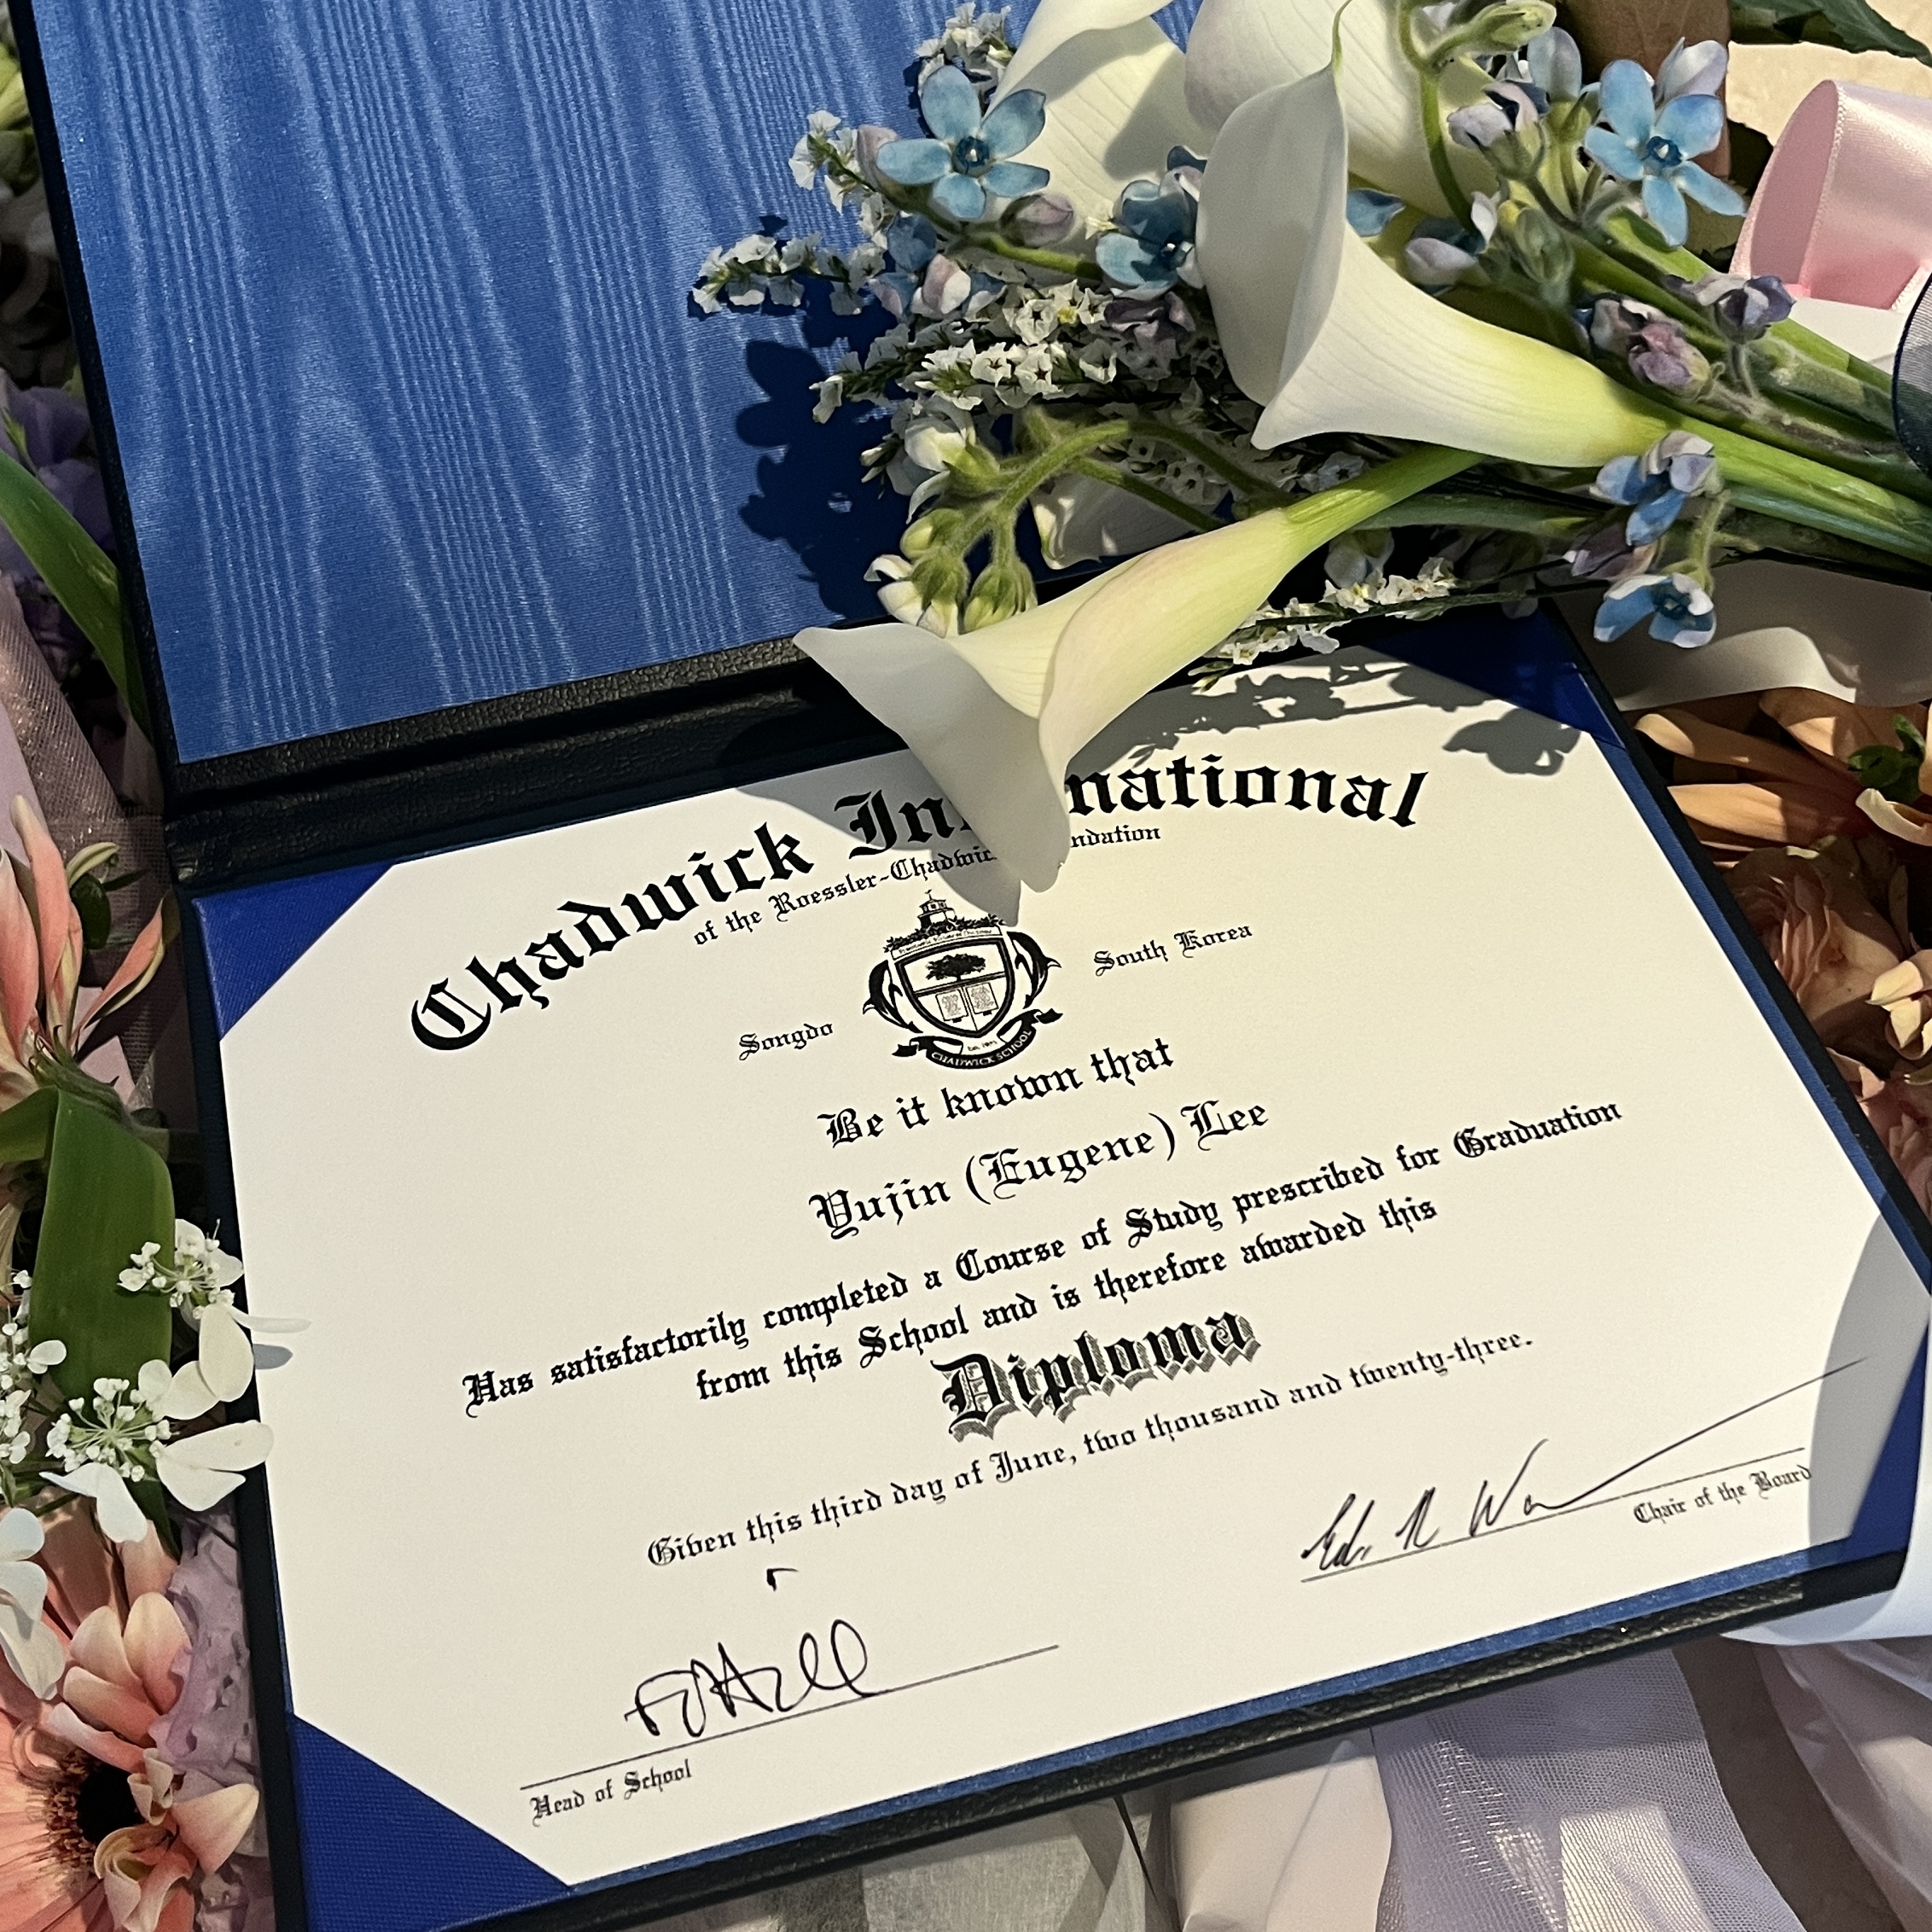 Chadwick In national
of the Roessler-Chadwic ndation
Songdo South Korea
CHADWICK SCHOOL
Be it known that
Yujin (Eugene) Lee
Has satisfactorily completed a Course of Study prescribed for Graduation
from this School and is therefore awarded this
Diploma
Given this third day of June, two thousand and twenty-three.
Head of School
Chair of the Board